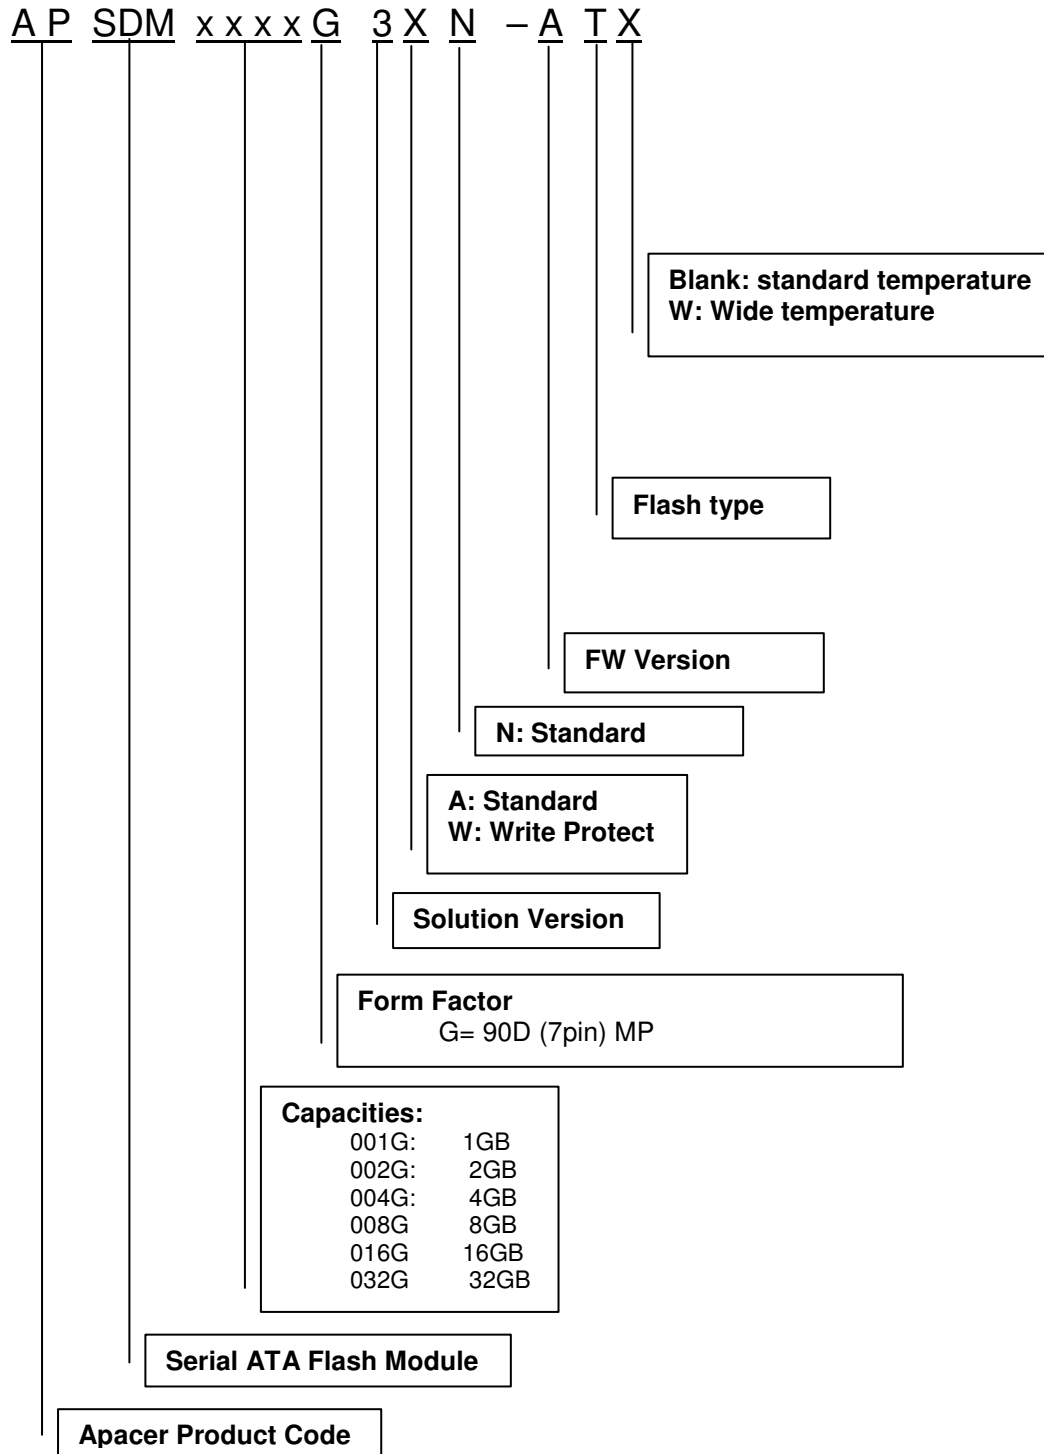 A P SDM x x x x G 3 X N – A T X
Blank: standard temperature
W: Wide temperature
Flash type
FW Version
N: Standard
A: Standard
W: Write Protect
Solution Version
Form Factor
G= 90D (7pin) MP
Capacities:
001G: 1GB
002G: 2GB
004G: 4GB
008G 8GB
016G 16GB
032G 32GB
Serial ATA Flash Module
Apacer Product Code